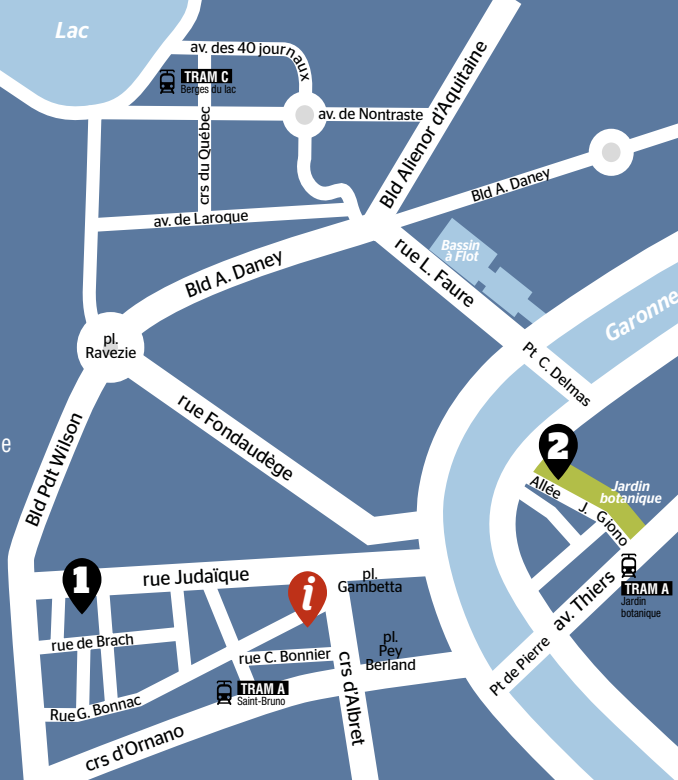 Lac
av. des 40 journaux
TRAM C
Berges du lac
crs du Québec
av. de Nontraste
Bld Alienor d'Aquitaine
Bld A. Daney
av. de Laroque
Bassin
à Flot
rue L. Faure
Bld A. Daney
Garonne
pl.
Ravezie
Pt C. Delmas
rue Fondaudège
Bld Pdt Wilson
e
2
Allée J. Giono
Jardin
botanique
TRAM A
Jardin
botanique
av. Thiers
1
rue Judaïque
i
pl.
Gambetta
rue de Brach
rue C. Bonnier
pl.
Pey
Berland
Pt de Pierre
TRAM A
Saint-Bruno
crs d'Albret
Rue G. Bonnac
crs d'Ornano